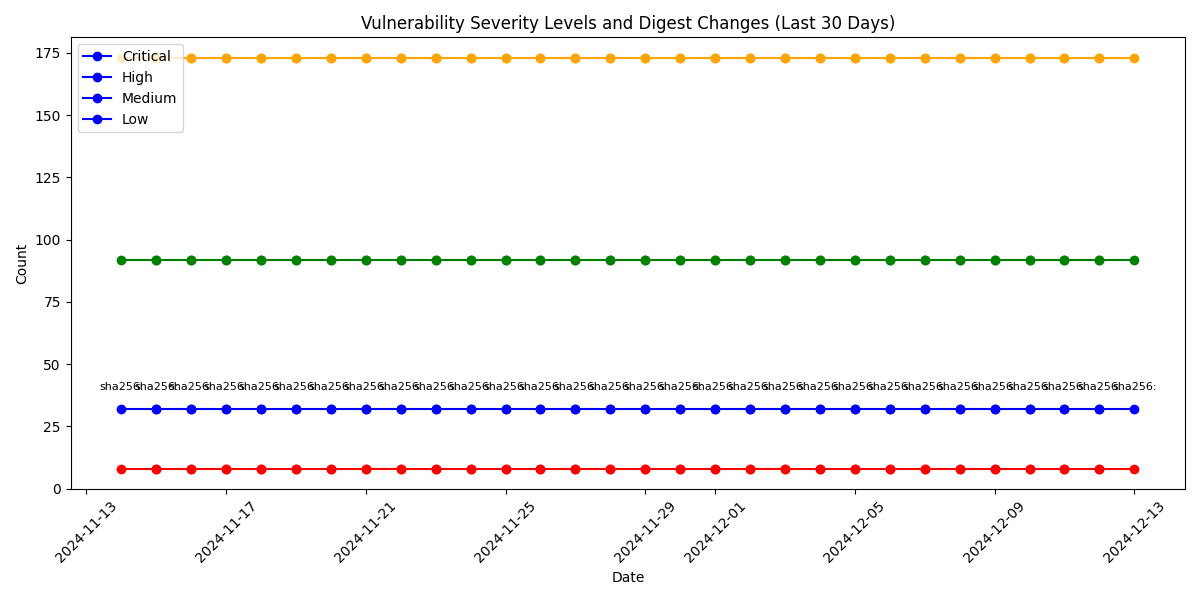 Vulnerability Severity Levels and Digest Changes (Last 30 Days)
Critical
High
Medium
Low
175
150
125
100
75
50
25
0
Count
sha256: sha256: sha256: sha256: sha256: sha256: sha256: sha256: sha256: sha256: sha256: sha256: sha256: sha256: sha256: sha256: sha256: sha256: sha256: sha256: sha256: sha256: sha256: sha256: sha256: sha256: sha256: sha256: sha256: sha256:
2024-11-13
2024-11-17
2024-11-21
2024-11-25
2024-11-29
2024-12-01
2024-12-05
2024-12-09
2024-12-13
Date